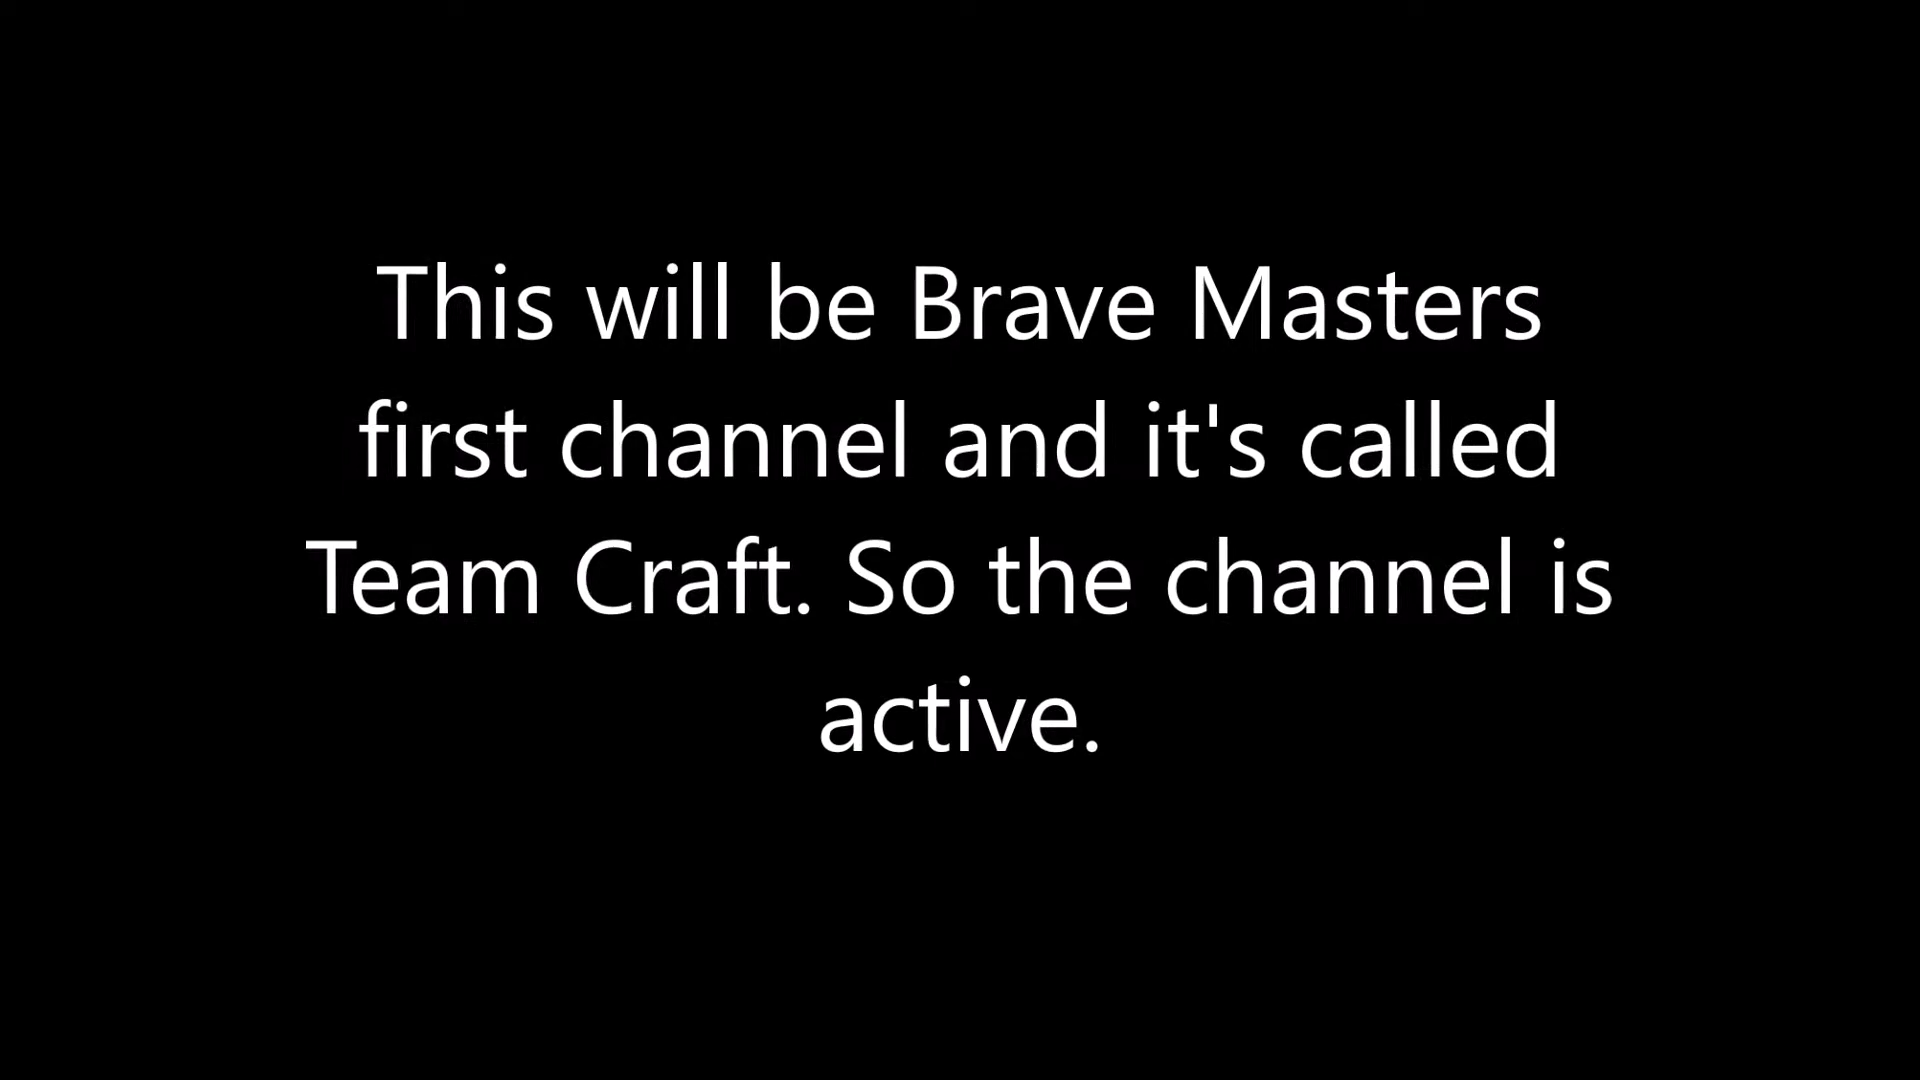 This will be Brave Masters
first channel and it's called
Team Craft. So the channel is
active.